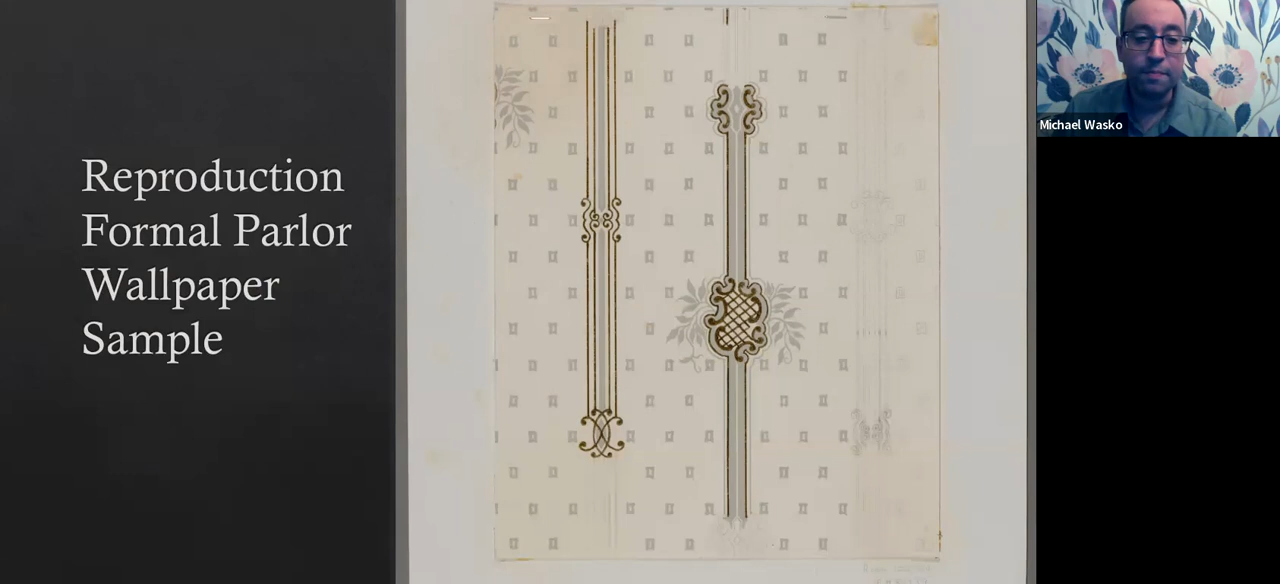 Reproduction
Formal Parlor
Wallpaper
Sample
Michael Wasko